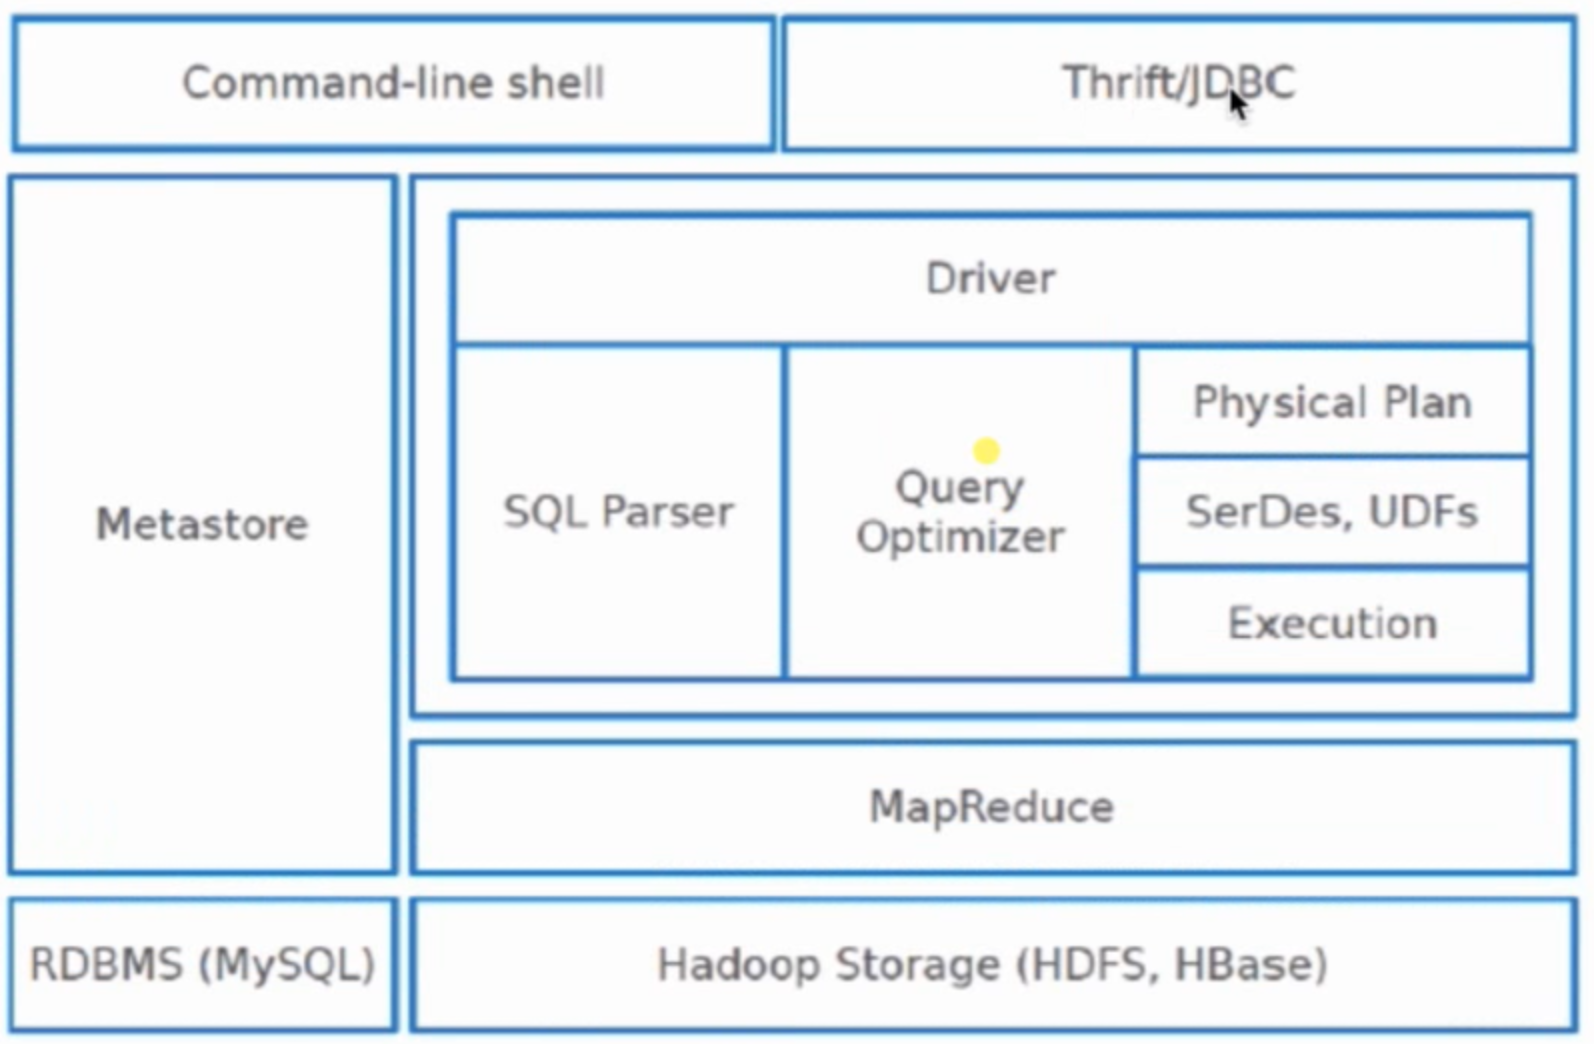 Command-line shell
Thrift/JDBC
Metastore
Driver
SQL Parser
Query
Optimizer
Physical Plan
SerDes, UDFs
Execution
MapReduce
RDBMS (MySQL)
Hadoop Storage (HDFS, HBase)